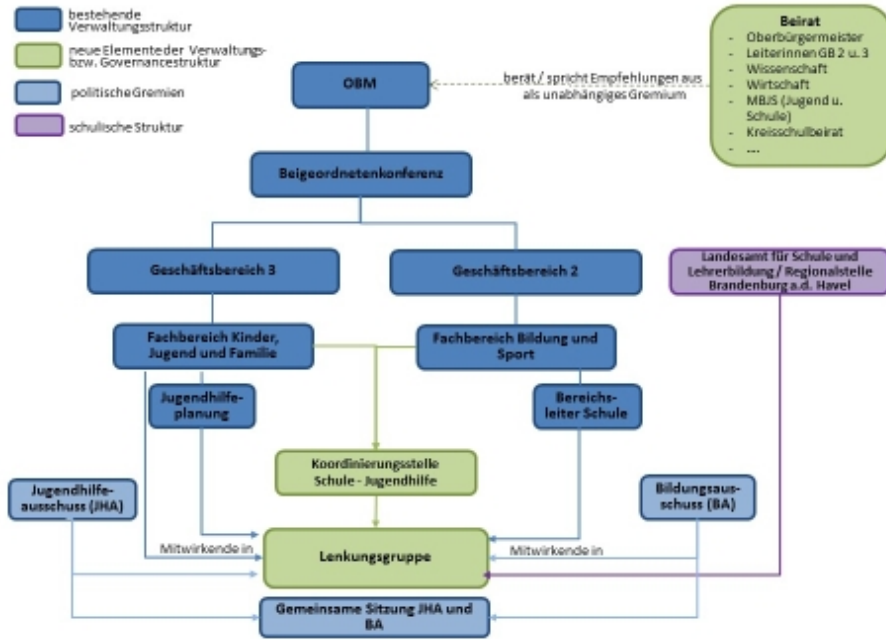 bestehende
Verwaltungsstruktur
neue Elemente der Verwaltungs-
bzw. Governancestruktur
politische Gremien
schulische Struktur
Beirat
- Oberbürgermeister
- Leiterinnen GB 2 u. 3
- Wissenschaft
- Wirtschaft
- MBJS (Jugend u.
Schule)
- Kreisschulbeirat
- ....
OBM
berät / spricht Empfehlungen aus
als unabhängiges Gremium
Beigeordnetenkonferenz
Geschäftsbereich 3
Geschäftsbereich 2
Landesamt für Schule und
Lehrerbildung / Regionalstelle
Brandenburg a.d. Havel
Fachbereich Kinder,
Jugend und Familie
Fachbereich Bildung und
Sport
Jugendhilfe-
planung
Bereichs-
leiter Schule
Koordinierungsstelle
Schule - Jugendhilfe
Jugendhilfe-
ausschuss (JHA)
Bildungsaus-
schuss (BA)
Mitwirkende in
Lenkungsgruppe
Mitwirkende in
Gemeinsame Sitzung JHA und
BA